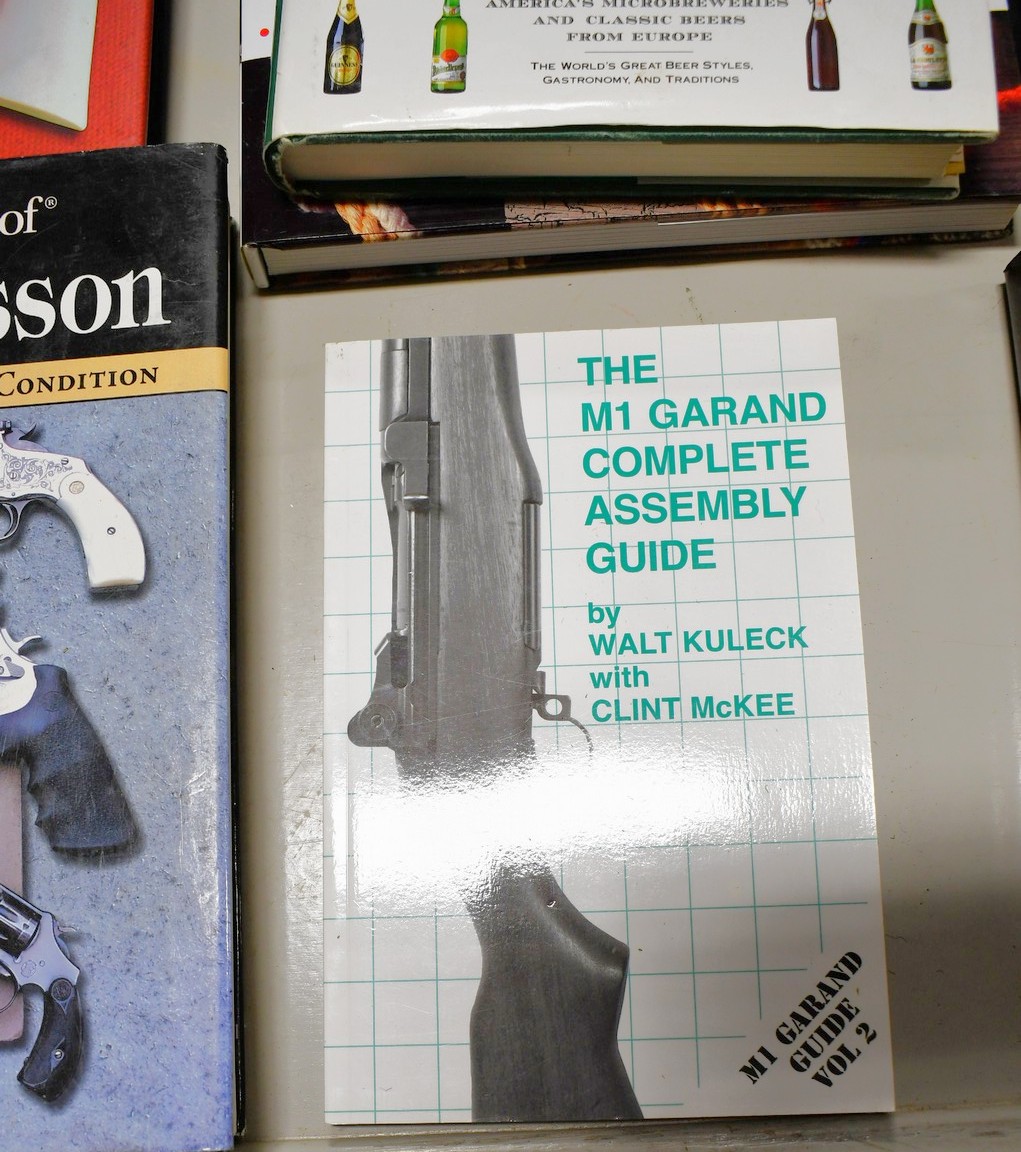 AMERICA'S MICROBREWERIES
AND CLASSIC BEERS
FROM EUROPE
THE WORLD'S GREAT BEER STYLES,
GASTRONOMY, AND TRADITIONS
GUINNESS
of®
sson
CONDITION
THE
M1 GARAND
COMPLETE
ASSEMBLY
GUIDE
by
WALT KULECK
with
CLINT McKEE
M1 GARAND
GUIDE
VOL 2